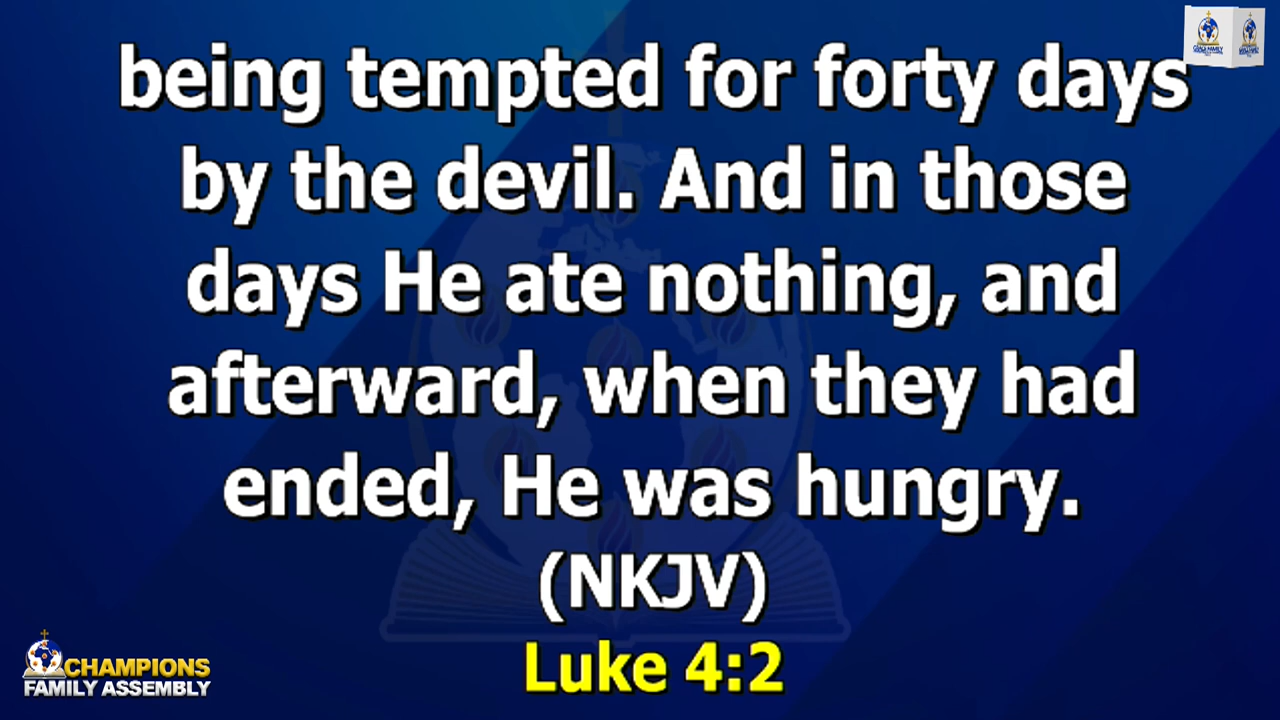 being tempted for forty days
by the devil. And in those
days He ate nothing, and
afterward, when they had
ended, He was hungry.
(NKJV)
Luke 4:2
CHAMPIONS
FAMILY ASSEMBLY